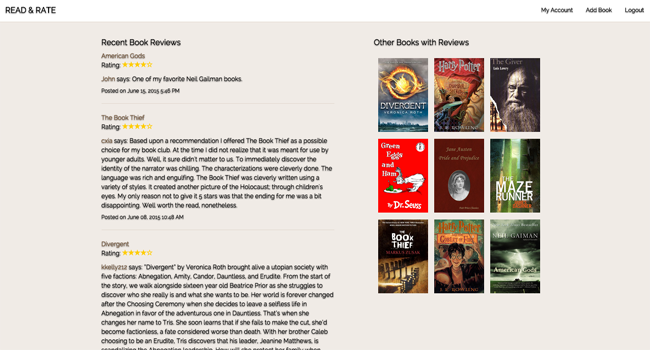 READ & RATE
My Account Add Book Logout
Recent Book Reviews
American Gods
Rating: ★★★★☆
John says: One of my favorite Neil Gaiman books.
Posted on June 15, 2015 5:46 PM
The Book Thief
Rating: ★★★★☆
cxia says: Based upon a recommendation I offered The Book Thief as a possible
choice for my book club. At the time I did not realize that it was meant for use by
younger adults. Well, it sure didn't matter to us. To immediately discover the
identity of the narrator was chilling. The characterizations were cleverly done. The
language was rich and engulfing. The Book Thief was cleverly written using a
variety of styles. It created another picture of the Holocaust; through children's
eyes. My only reason not to give it 5 stars was that the ending for me was a bit
disappointing. Well worth the read, nonetheless.
Posted on June 08, 2015 10:48 AM
Divergent
Rating: ★★★★☆
kkelly212 says: "Divergent" by Veronica Roth brought alive a utopian society with
five factions: Abnegation, Amity, Candor, Dauntless, and Erudite. From the start of
the story, we walk alongside sixteen year old Beatrice Prior as she struggles to
discover who she really is and what she wants to be. Her world is forever changed
after the Choosing Ceremony when she decides to leave a selfless life in
Abnegation in favor of the adventurous one in Dauntless. That's when she
changes her name to Tris. She soon learns that if she fails to make the cut, she'd
become factionless, a fate considered worse than death. With her brother Caleb
choosing to be an Erudite, Tris discovers that his leader, Jeanine Matthews, is
scandalizing the Abnegation leadership. How will she protect her family when
Other Books with Reviews
DIVERGENT
VERONICA ROTH
Harry Potter
J. K. ROWLING
The Giver
Lois Lowry
Green
Eggs
and
Ham
By Dr. Seuss
Jane Austen
Pride and Prejudice
THE
MAZE
RUNNER
THE
BOOK
THIEF
MARKUS ZUSAK
Harry Potter
J. K. ROWLING
NEIL GAIMAN
American Gods